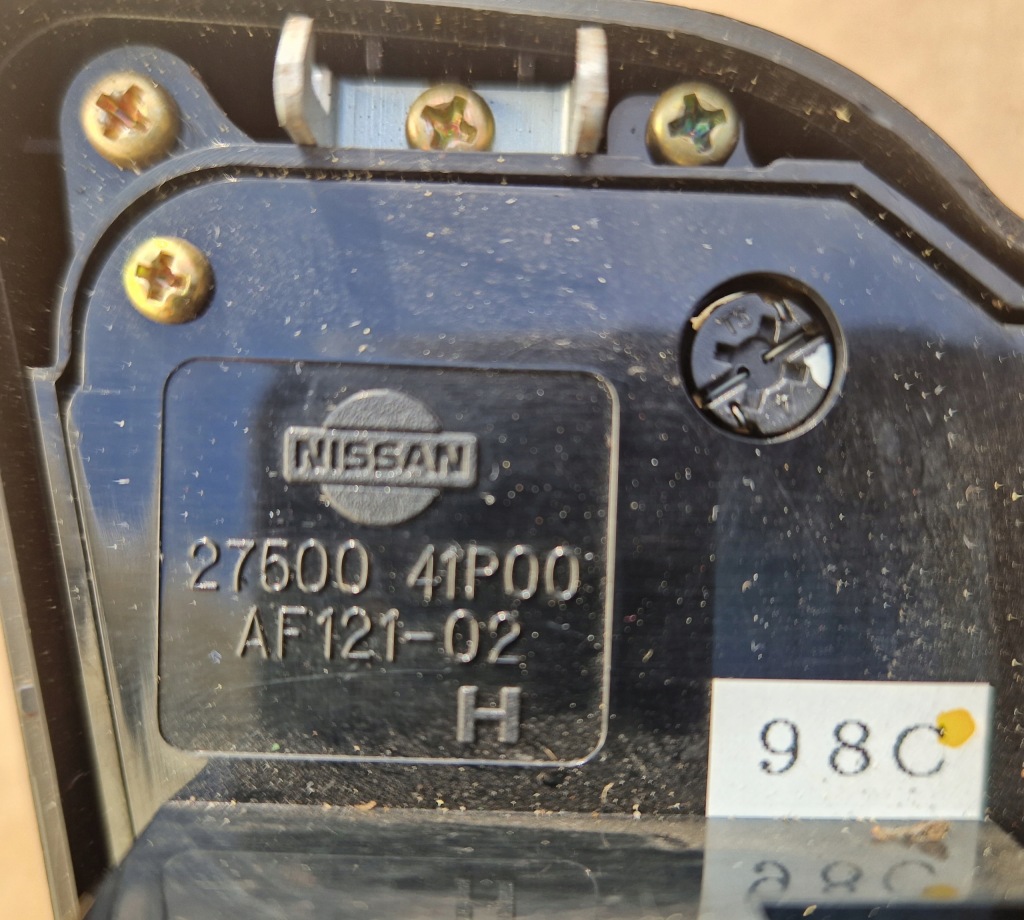 NISSAN
27500 41P00
AF121-02
H
98C